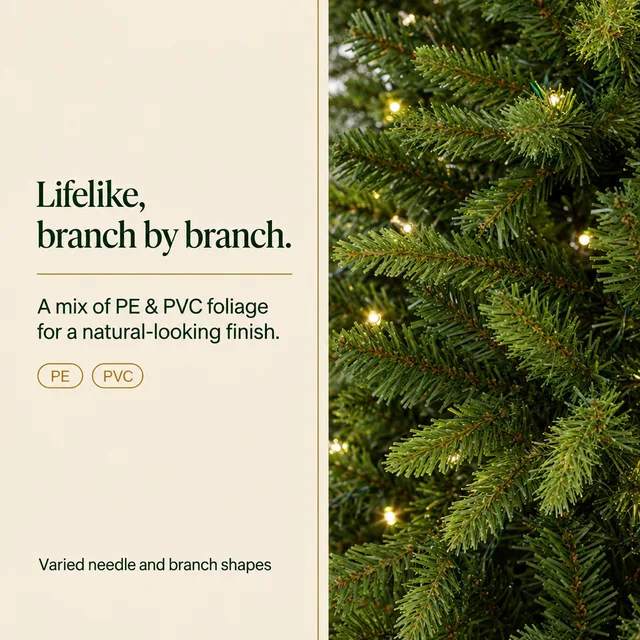 Lifelike,
branch by branch.
A mix of PE & PVC foliage
for a natural-looking finish.
PE
PVC
Varied needle and branch shapes